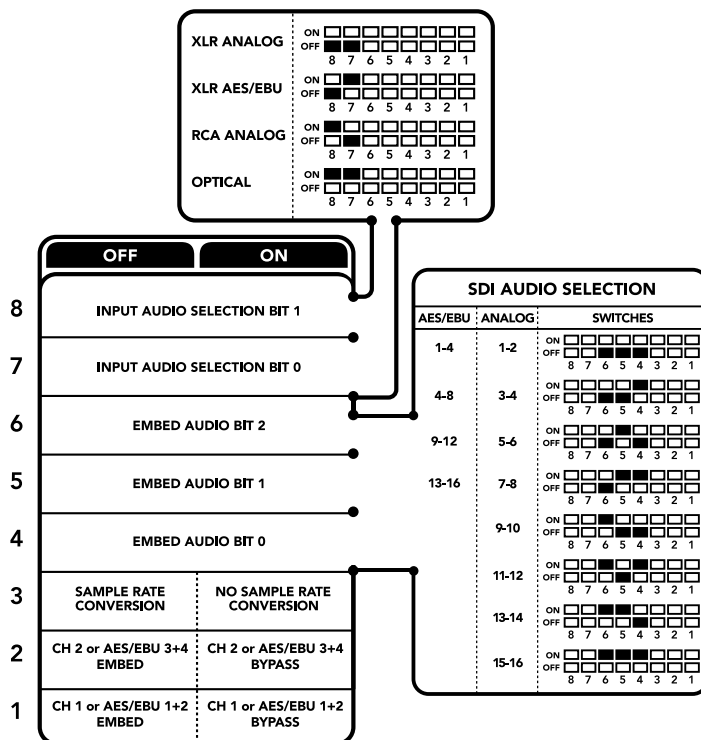 XLR ANALOG
ON
OFF
8 7 6 5 4 3 2 1
XLR AES/EBU
ON
OFF
8 7 6 5 4 3 2 1
RCA ANALOG
ON
OFF
8 7 6 5 4 3 2 1
OPTICAL
ON
OFF
8 7 6 5 4 3 2 1
OFF ON
8 INPUT AUDIO SELECTION BIT 1
7 INPUT AUDIO SELECTION BIT 0
6 EMBED AUDIO BIT 2
5 EMBED AUDIO BIT 1
4 EMBED AUDIO BIT 0
3 SAMPLE RATE CONVERSION NO SAMPLE RATE CONVERSION
2 CH 2 or AES/EBU 3+4 EMBED CH 2 or AES/EBU 3+4 BYPASS
1 CH 1 or AES/EBU 1+2 EMBED CH 1 or AES/EBU 1+2 BYPASS
SDI AUDIO SELECTION
AES/EBU ANALOG SWITCHES
1-4 1-2
ON
OFF
8 7 6 5 4 3 2 1
4-8 3-4
ON
OFF
8 7 6 5 4 3 2 1
9-12 5-6
ON
OFF
8 7 6 5 4 3 2 1
13-16 7-8
ON
OFF
8 7 6 5 4 3 2 1
9-10
ON
OFF
8 7 6 5 4 3 2 1
11-12
ON
OFF
8 7 6 5 4 3 2 1
13-14
ON
OFF
8 7 6 5 4 3 2 1
15-16
ON
OFF
8 7 6 5 4 3 2 1